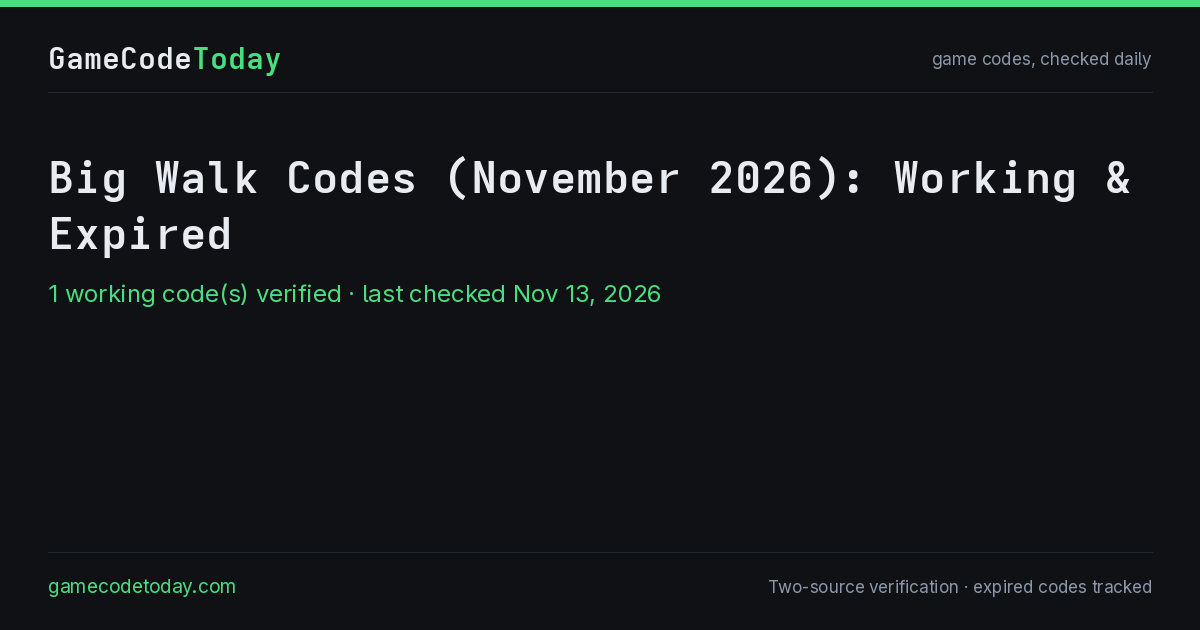 GameCodeToday
game codes, checked daily
Big Walk Codes (November 2026): Working &
Expired
1 working code(s) verified · last checked Nov 13, 2026
gamecodetoday.com
Two-source verification · expired codes tracked